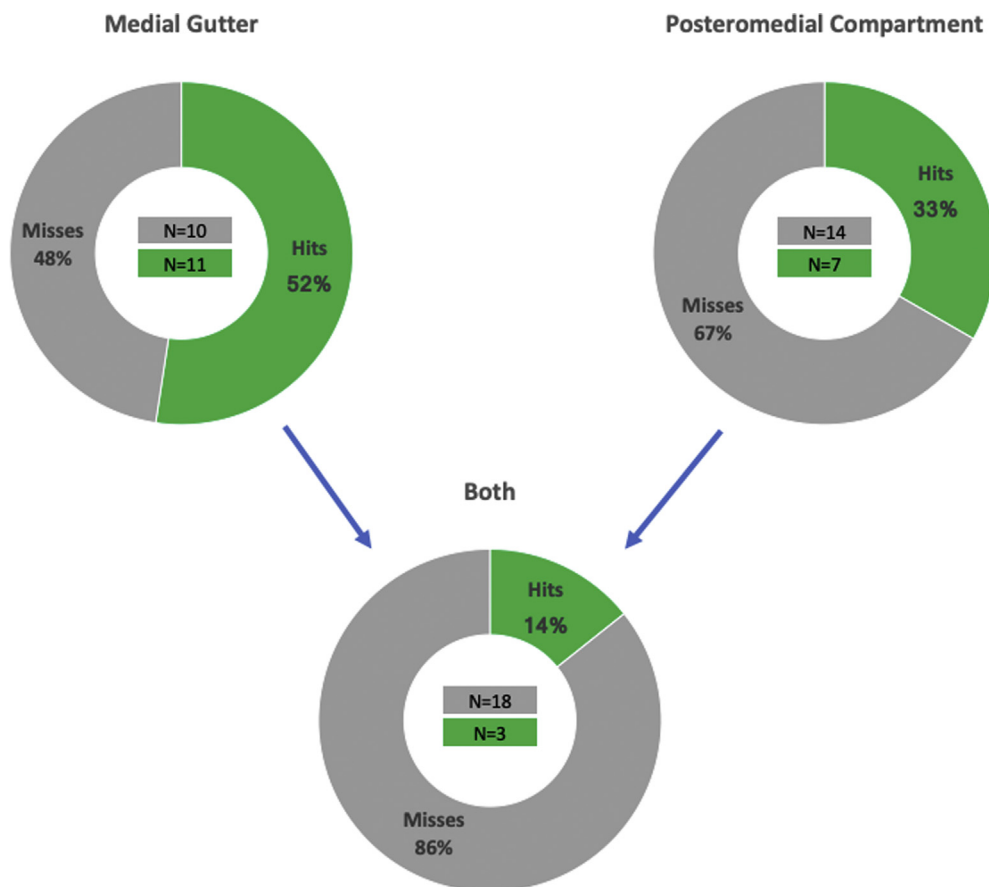 Medial Gutter
Misses
48%
N=10
N=11
Hits
52%
Posteromedial Compartment
Hits
33%
N=14
N=7
Misses
67%
Both
Hits
14%
N=18
N=3
Misses
86%